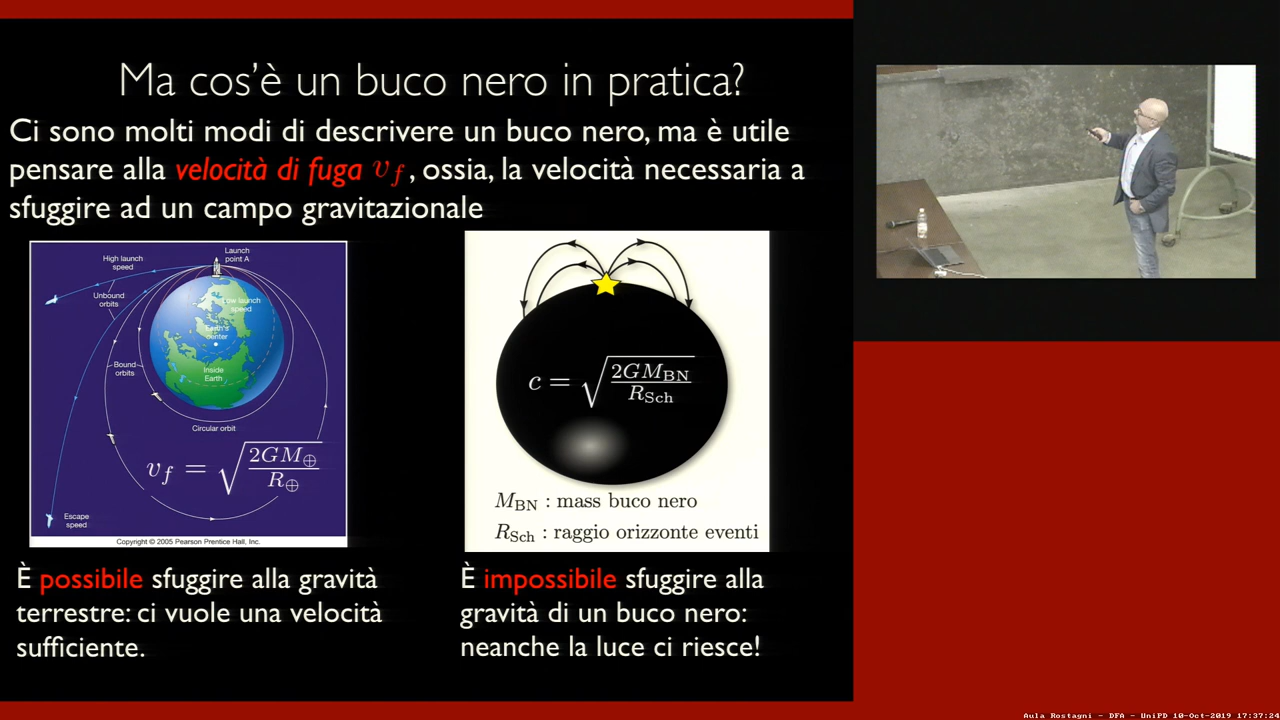 Ma cos'è un buco nero in pratica?
Ci sono molti modi di descrivere un buco nero, ma è utile
pensare alla velocità di fuga v_f, ossia, la velocità necessaria a
sfuggire ad un campo gravitazionale
Launch
point A
High launch
speed
Unbound
orbits
Low launch
speed
Earth's
center
Bound
orbits
Inside
Earth
Circular orbit
v_f = √(2GM_⊕/R_⊕)
Escape
speed
Copyright © 2005 Pearson Prentice Hall, Inc.
c = √(2GM_BN/R_Sch)
M_BN : mass buco nero
R_Sch : raggio orizzonte eventi
È possibile sfuggire alla gravità
terrestre: ci vuole una velocità
sufficiente.
È impossibile sfuggire alla
gravità di un buco nero:
neanche la luce ci riesce!
Aula Rostagni - DFA - UniPD 10-Oct-2019 17:37:24